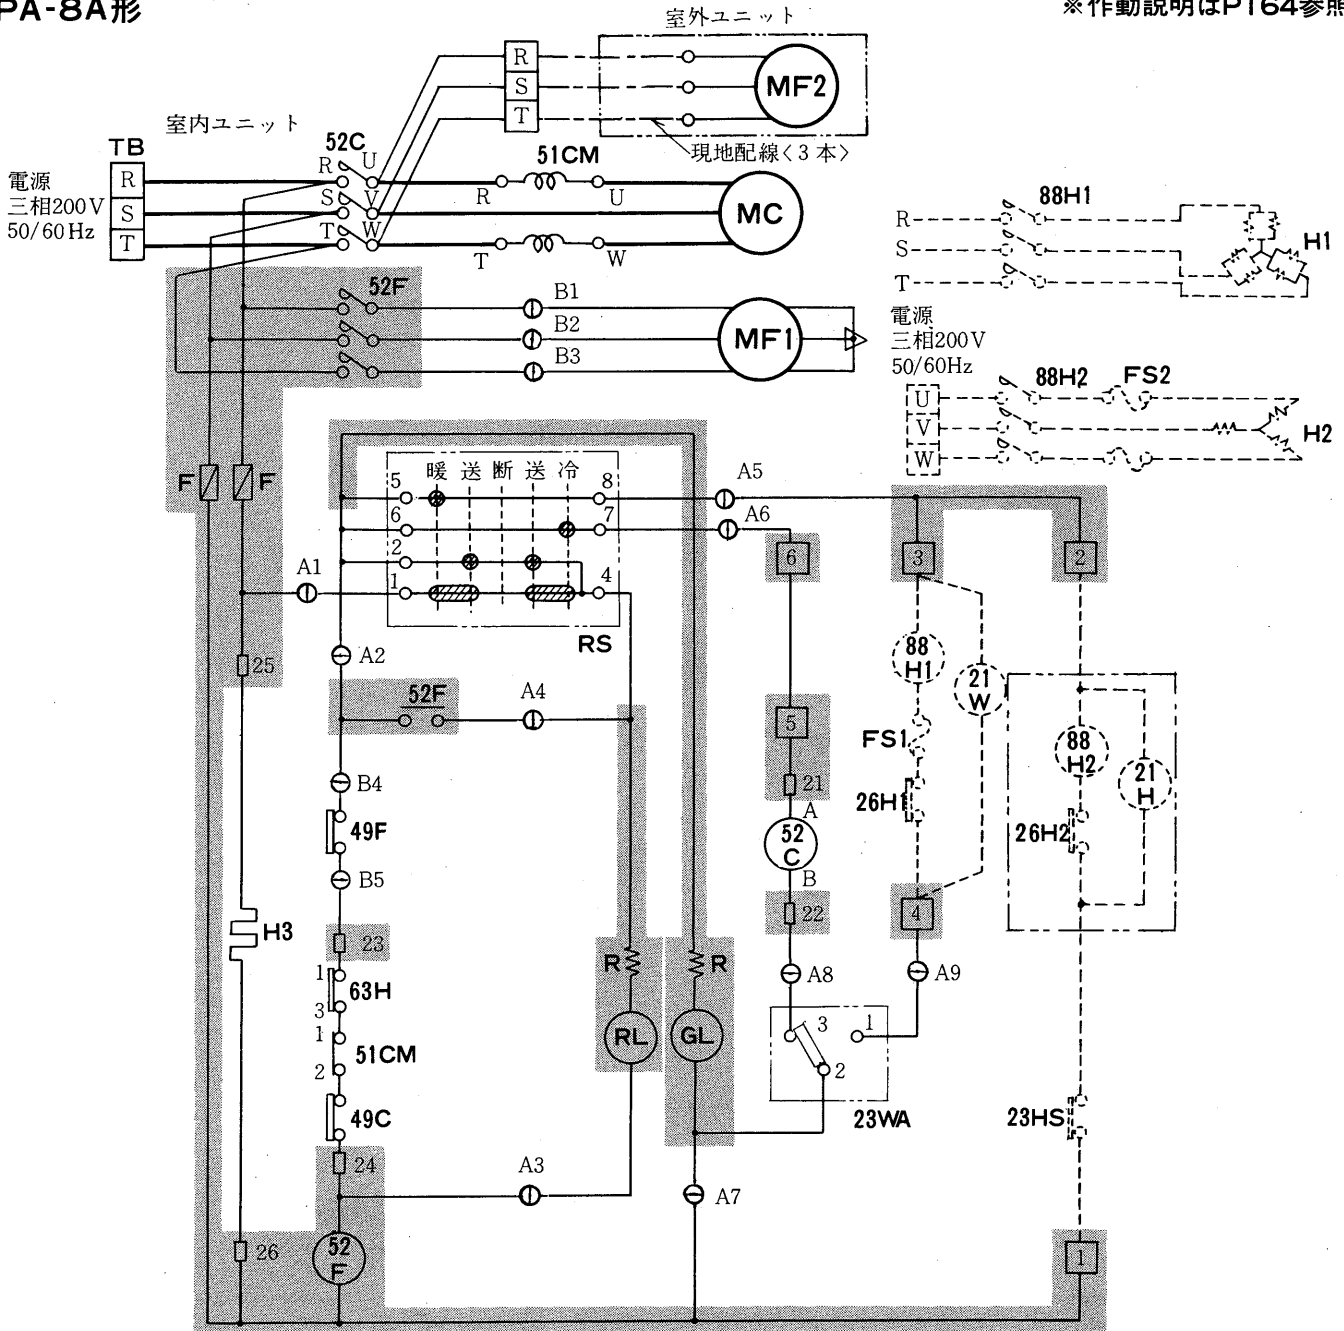 PA-8A形
※作動説明はP164参照
室外ユニット
R
S
T
MF2
現地配線〈3本〉
室内ユニット
TB
電源
三相200V
50/60Hz
R
S
T
52C
R
U
S
V
T
W
51CM
R
U
T
W
MC
88H1
R
S
T
H1
52F
B1
B2
B3
MF1
電源
三相200V
50/60Hz
88H2
FS2
U
V
W
H2
F
F
暖 送 断 送 冷
5
8
6
7
2
1
4
RS
A1
A5
A6
6
3
2
25
A2
52F
A4
88
H1
21
W
5
FS1
21
26H1
A
52
C
B
22
88
H2
21
H
26H2
B4
49F
B5
H3
23
1
63H
3
1
51CM
2
49C
24
R
R
RL
GL
4
A8
A9
3
1
2
23WA
23HS
A3
A7
26
52
F
1